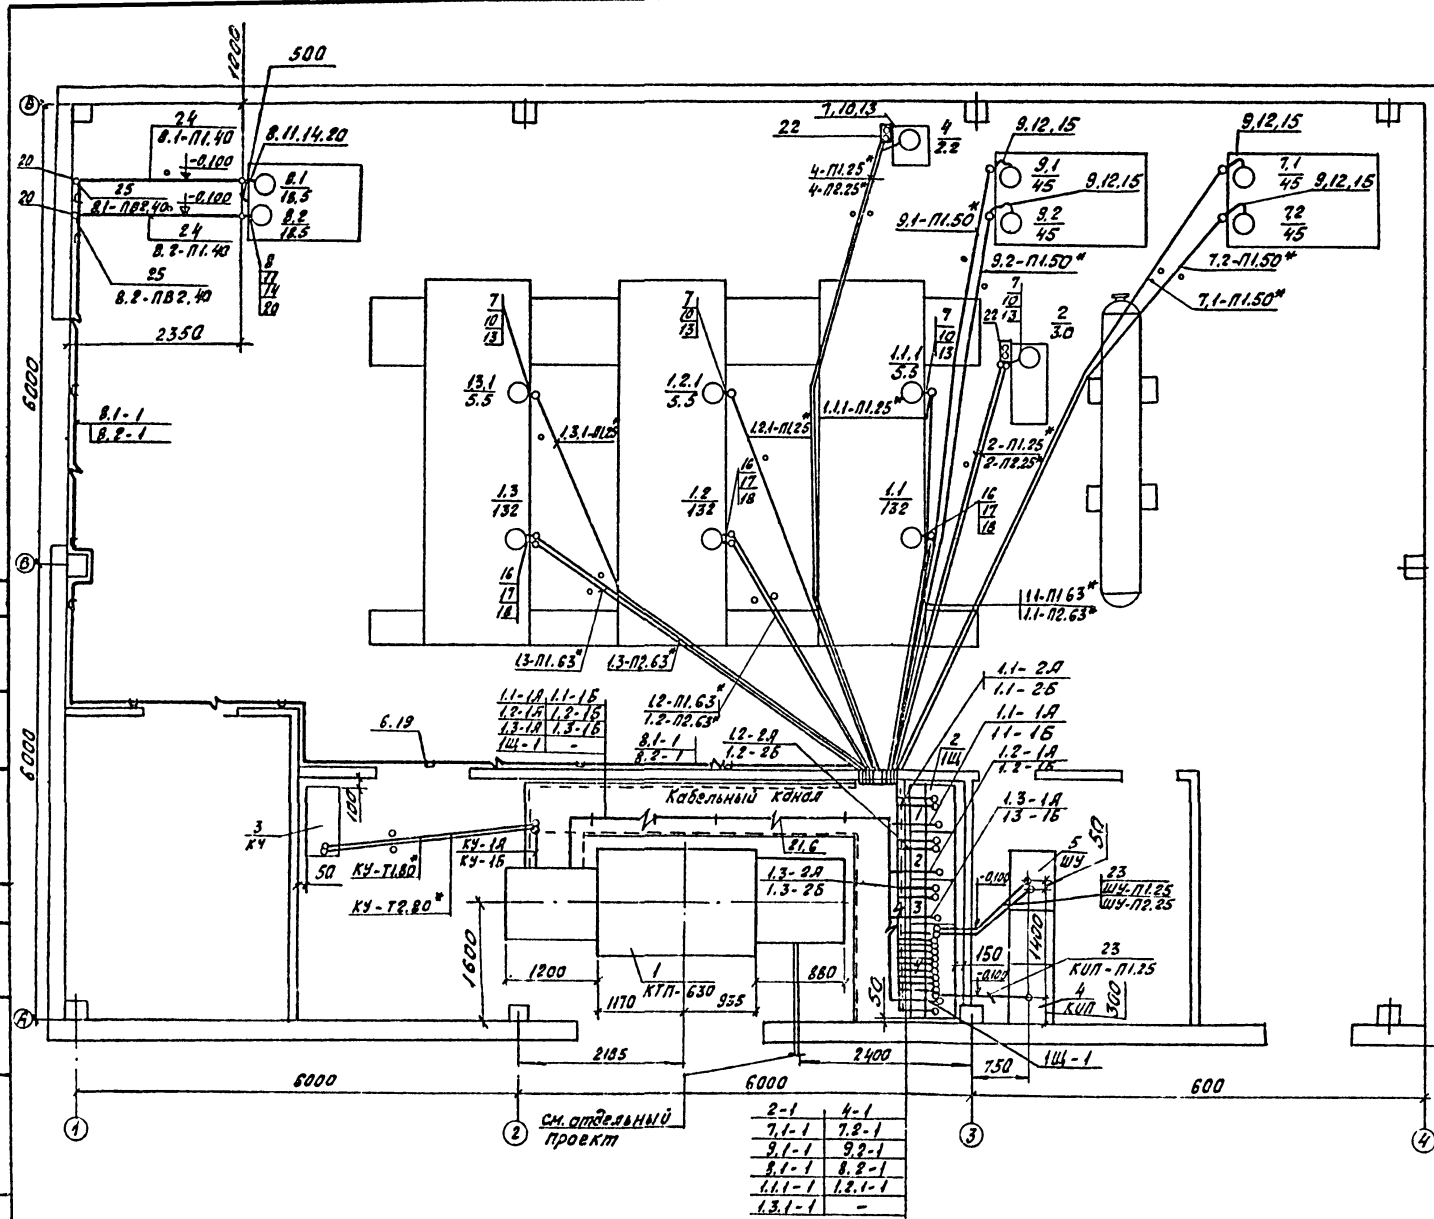 1000
500
В
24
8.1-П1.40
8.11.14.20
-0,100
20
25
8.1-ПВ2.40
-0,100
20
24
8.2-П1.40
25
8.2-ПВ2.40
8.1
18.5
8.2
18.5
8
11
14
20
2350
7,10,13
22
4
2.2
4-П1.25*
4-П2.25*
9,12,15
9,1
45
9,12,15
9,2
45
9,1-П1.50*
9.2-П1.50*
9,12,15
7,1
45
9,12,15
7.2
45
7.2-П1.50*
7,1-П1.50*
6000
8.1-1
8.2-1
7
10
13
1.3.1
5.5
1.3.1-П1.25*
7
10
13
1.2.1
5.5
1.2.1-П1.25*
7
10
13
1.1.1
5.5
1.1.1-П1.25*
22
7
10
13
2
3.0
2-П1.25*
2-П2.25*
1.3
132
16
17
18
1.2
132
16
17
18
1.1
132
16
17
18
Б
1.1-П1.63*
1.1-П2.63*
1.3-П1.63*
1.3-П2.63*
1.2-П1.63*
1.2-П2.63*
6000
6.19
1.1-1А 1.1-1Б
1.2-1А 1.2-1Б
1.3-1А 1.3-1Б
1Щ-1 -
8.1-1
8.2-1
1.2-2А
1.2-2Б
1.1-2А
1.1-2Б
2
1Щ
1.1-1А
1.1-1Б
1.2-1А
1.2-1Б
1.3-1А
1.3-1Б
Кабельный канал
100
3
КУ
50
КУ-Т1.80*
КУ-Т2.80*
КУ-1А
КУ-1Б
21,6
1.3-2А
1.3-2Б
1
2
3
4
-0,100
5
ШУ
50
23
ШУ-П1.25
ШУ-П2.25
1400
150
-0,100
23
КИП-П1.25
4
КИП
300
1600
1200
1170
1
КТП-630
935
880
50
А
2185
2400
750
1Щ-1
6000
6000
600
1
2
3
4
см. отдельный
проект
2-1 4-1
7,1-1 7.2-1
9,1-1 9,2-1
8,1-1 8.2-1
1.1.1-1 1.2.1-1
1.3.1-1 -